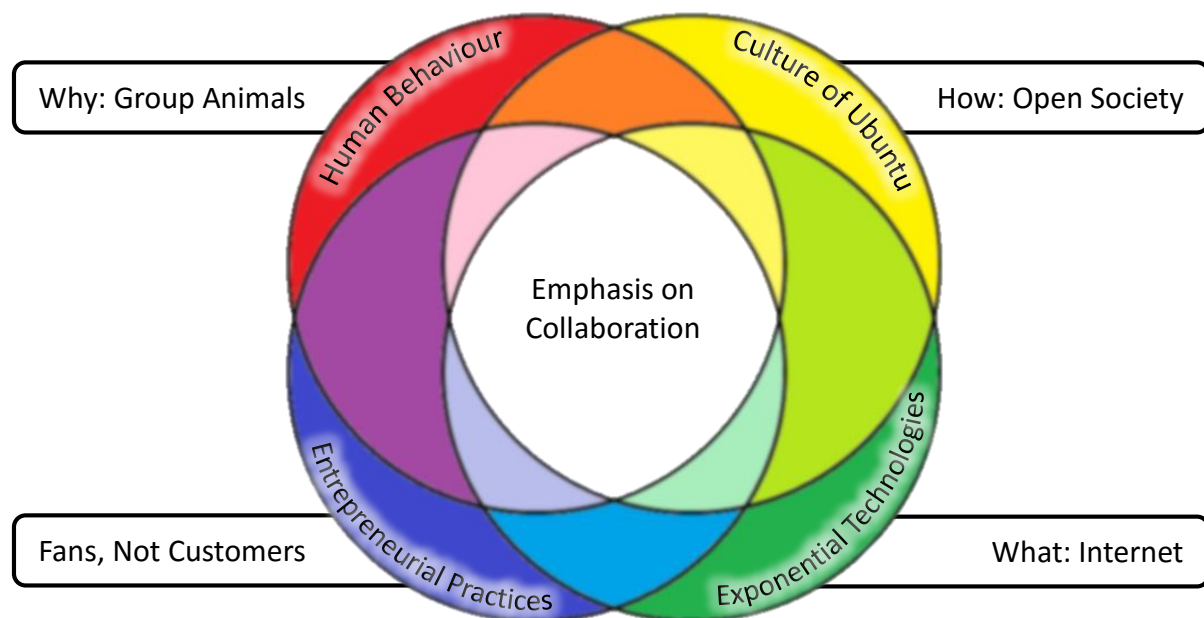 Human Behaviour
Culture of Ubuntu
Why: Group Animals
How: Open Society
Emphasis on
Collaboration
Fans, Not Customers
What: Internet
Entrepreneurial Practices
Exponential Technologies